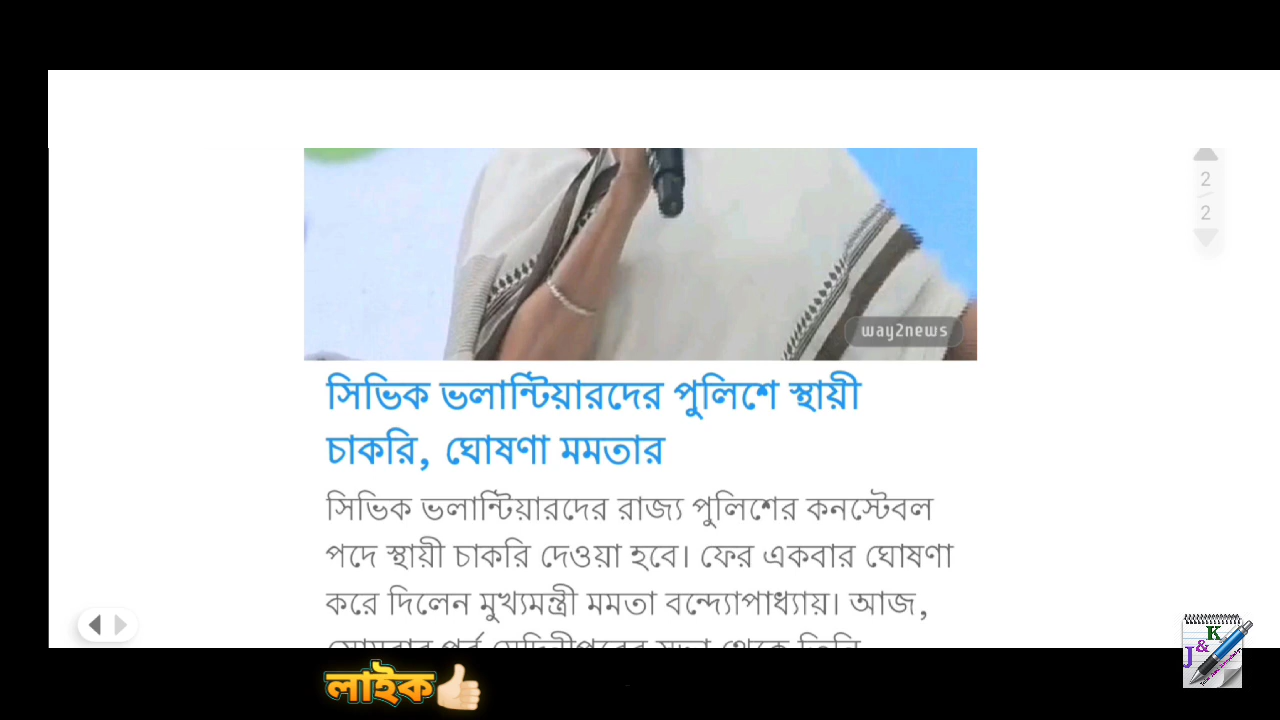 way2news
2
2
সিভিক ভলান্টিয়ারদের পুলিশে স্থায়ী
চাকরি, ঘোষণা মমতার
সিভিক ভলান্টিয়ারদের রাজ্য পুলিশের কনস্টেবল
পদে স্থায়ী চাকরি দেওয়া হবে। ফের একবার ঘোষণা
করে দিলেন মুখ্যমন্ত্রী মমতা বন্দ্যোপাধ্যায়। আজ,
J&K
লাইক